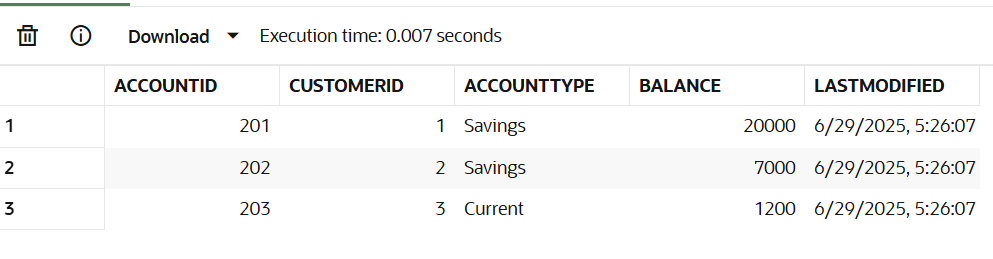 Download Execution time: 0.007 seconds
ACCOUNTID CUSTOMERID ACCOUNTTYPE BALANCE LASTMODIFIED
1 201 1 Savings 20000 6/29/2025, 5:26:07
2 202 2 Savings 7000 6/29/2025, 5:26:07
3 203 3 Current 1200 6/29/2025, 5:26:07